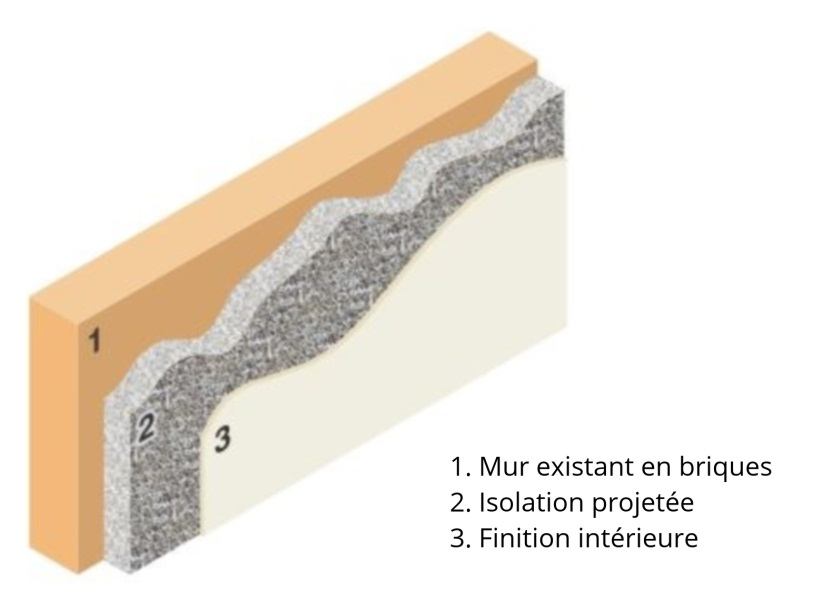 1
2
3
1. Mur existant en briques
2. Isolation projetée
3. Finition intérieure